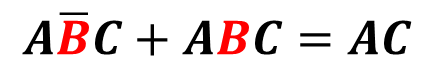 AB̅C + ABC = AC